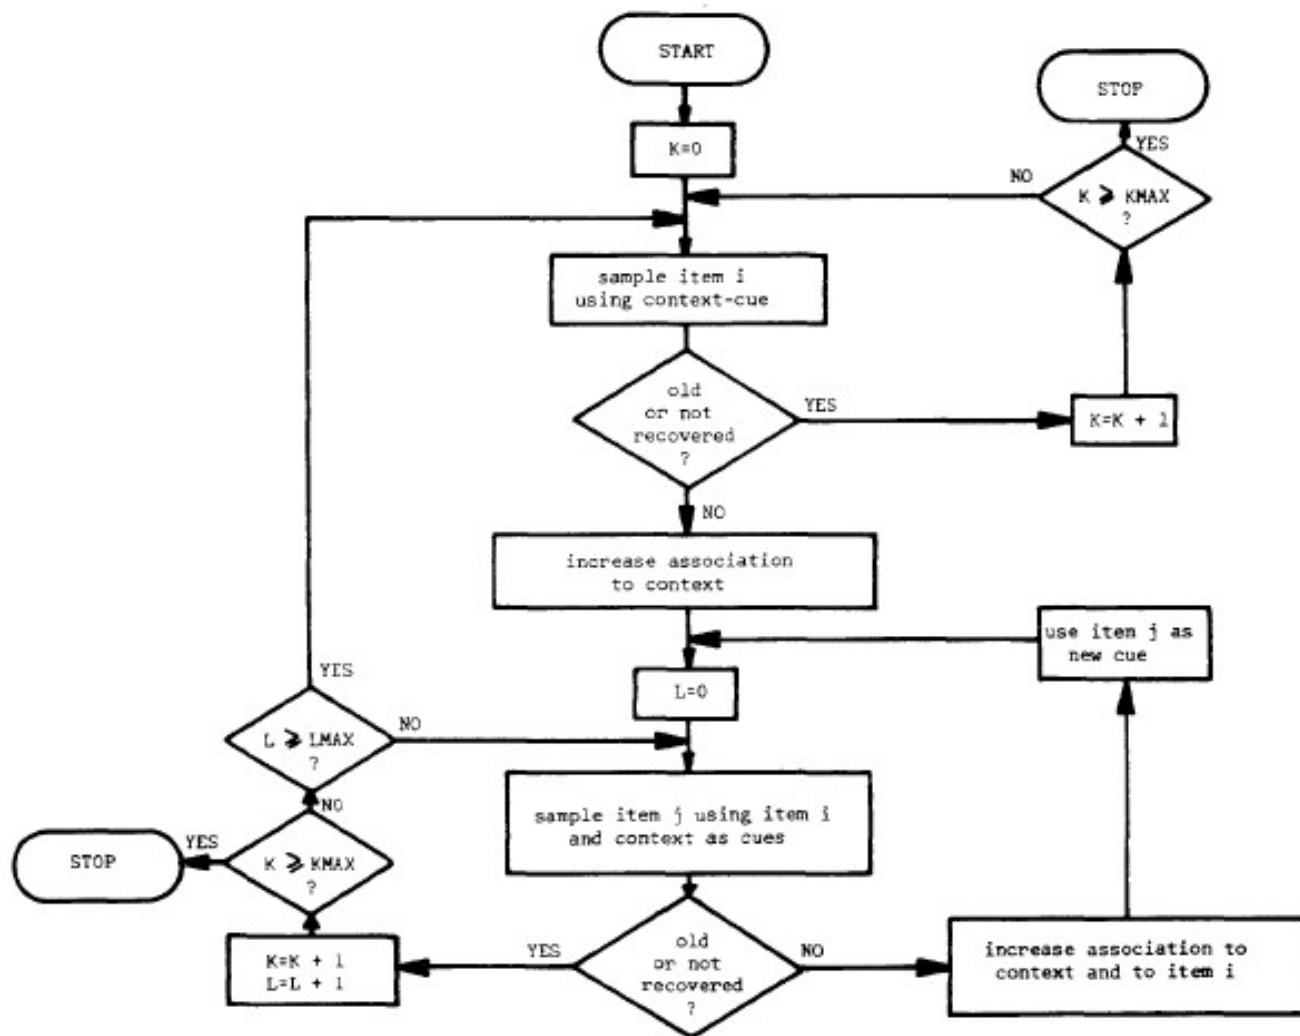 START
STOP
K=0
YES
NO
K ⩾ KMAX
?
sample item i
using context-cue
old
or not
recovered
?
YES
K=K + 1
NO
increase association
to context
use item j as
new cue
YES
L=0
L ⩾ LMAX
?
NO
NO
sample item j using item i
and context as cues
YES
STOP
K ⩾ KMAX
?
K=K + 1
L=L + 1
YES
old
or not
recovered
?
NO
increase association to
context and to item i